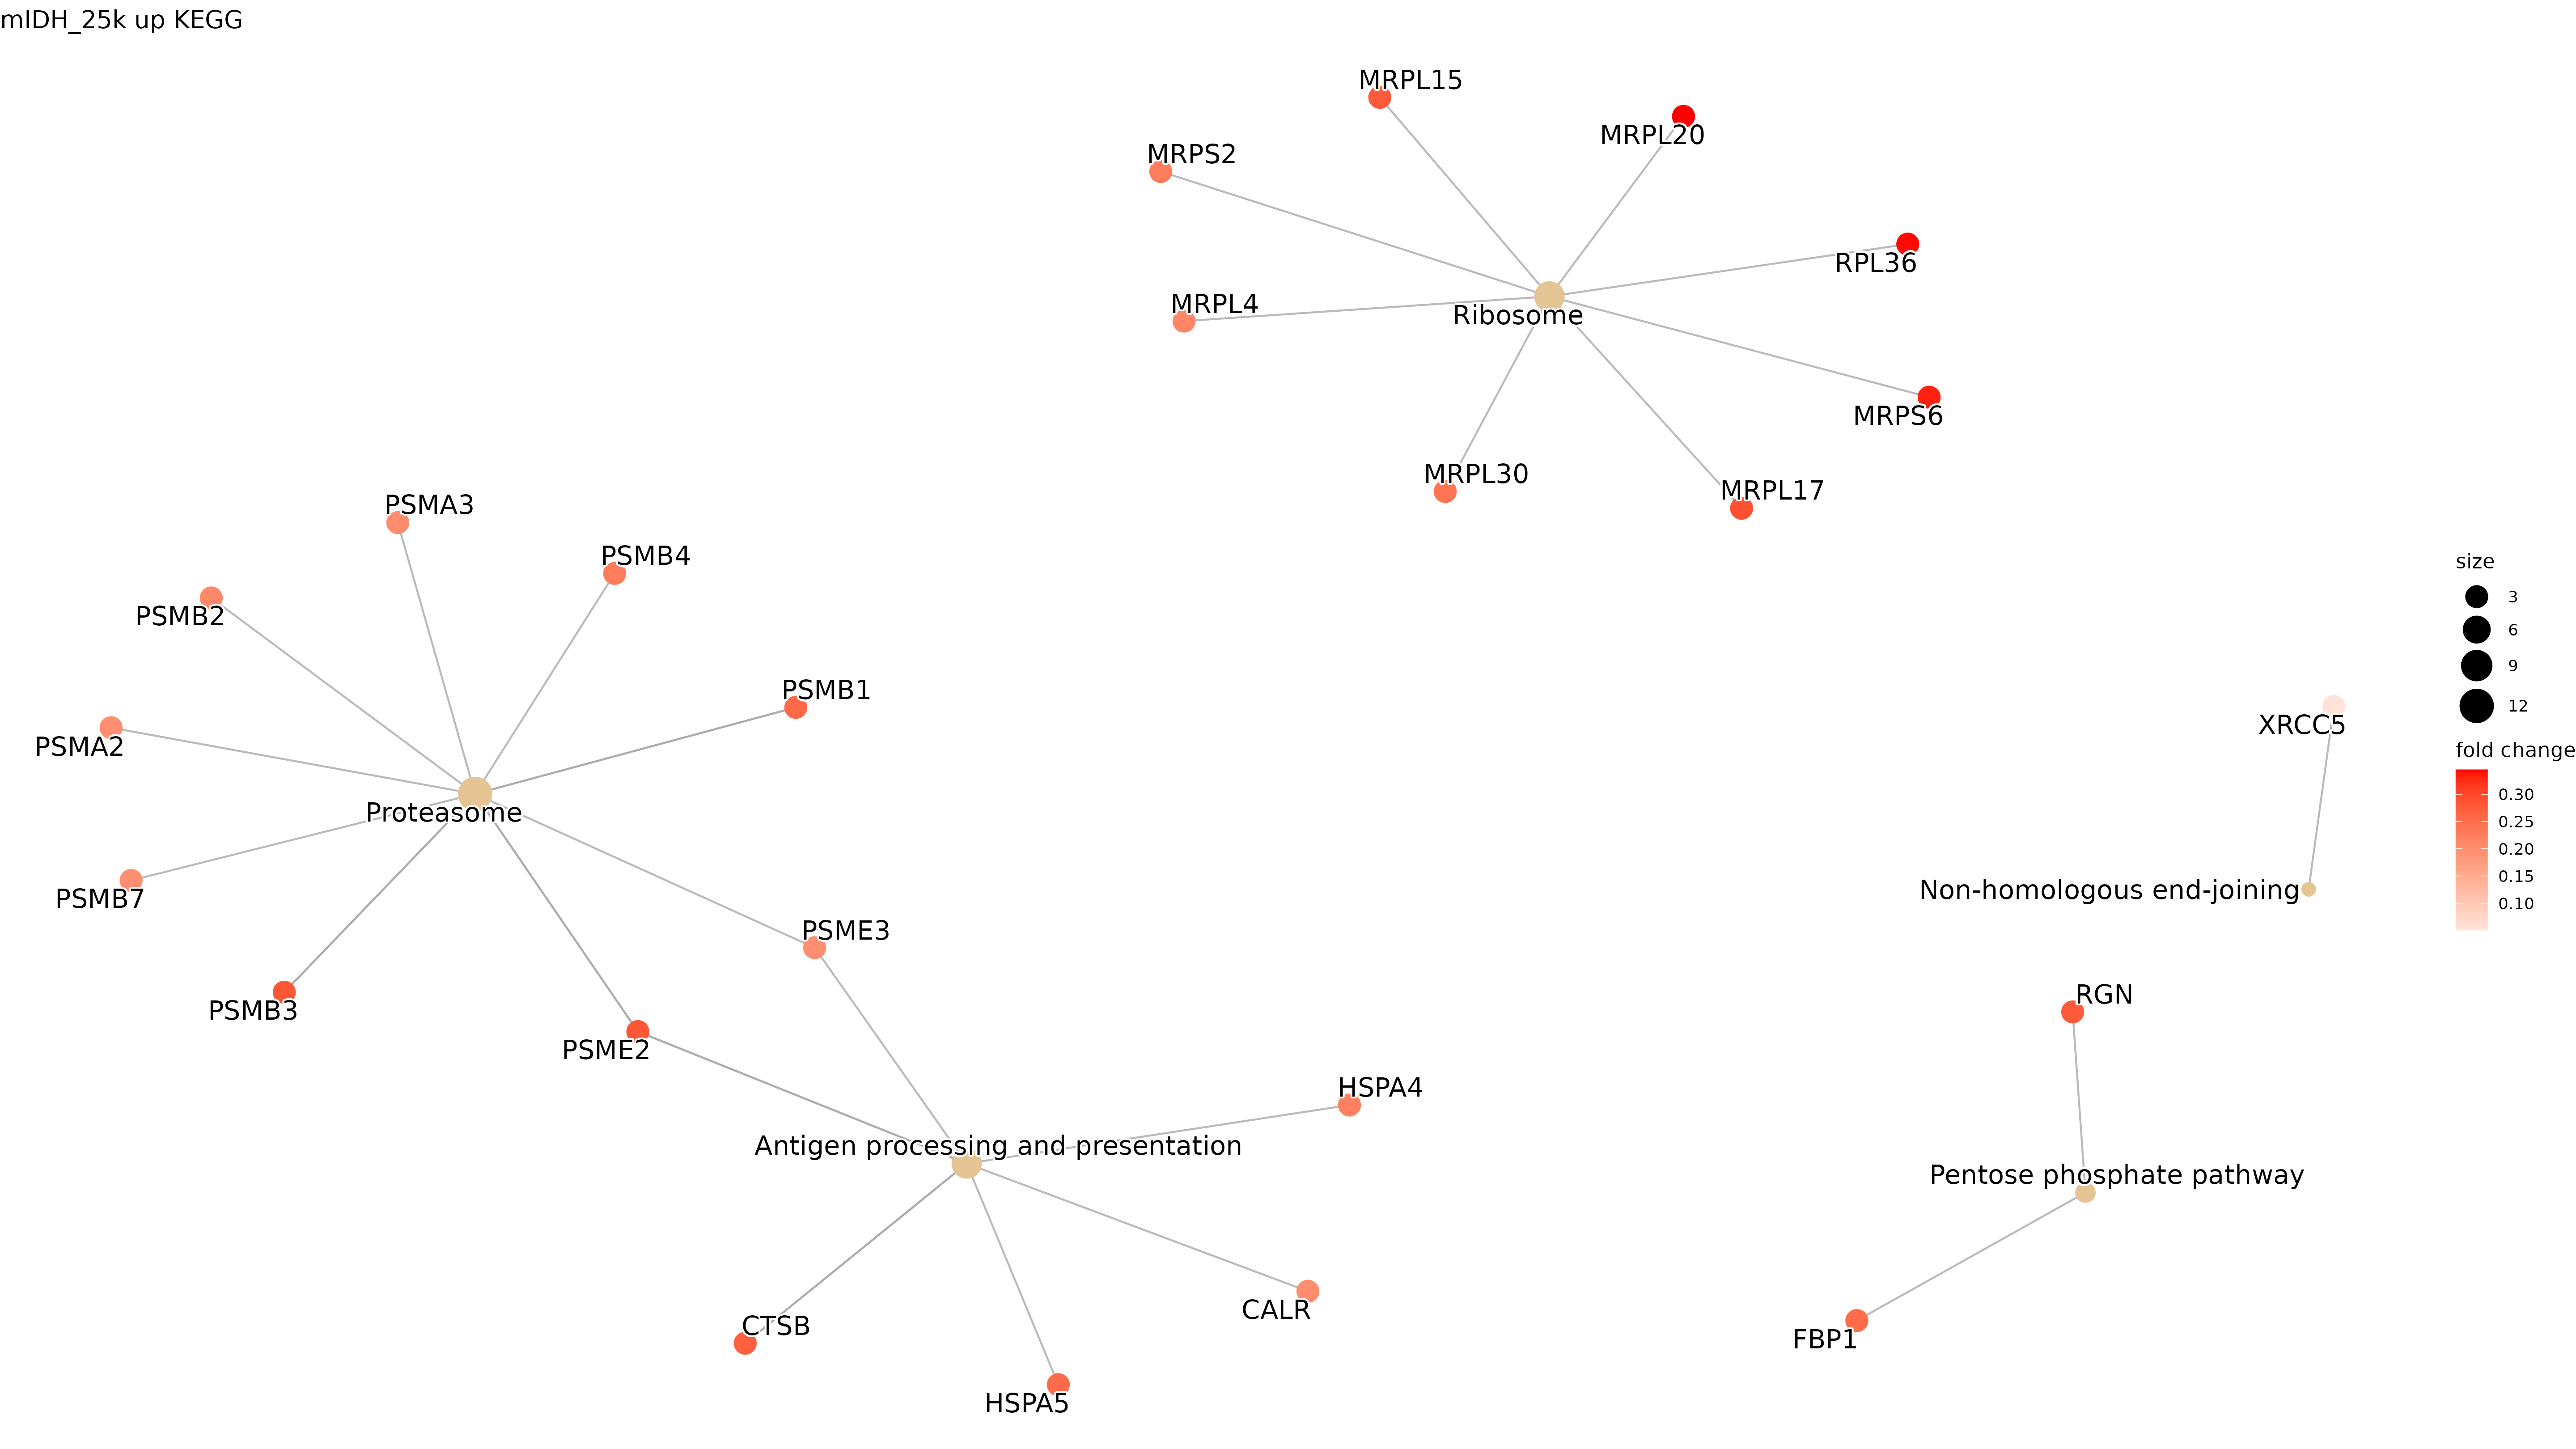 mIDH_25k up KEGG
MRPL15
MRPL20
MRPS2
RPL36
MRPL4
Ribosome
MRPS6
MRPL30
MRPL17
PSMA3
PSMB4
PSMB2
PSMB1
PSMA2
Proteasome
PSMB7
PSME3
PSMB3
PSME2
HSPA4
Antigen processing and presentation
CALR
CTSB
HSPA5
XRCC5
Non-homologous end-joining
RGN
Pentose phosphate pathway
FBP1
size
3
6
9
12
fold change
0.30
0.25
0.20
0.15
0.10